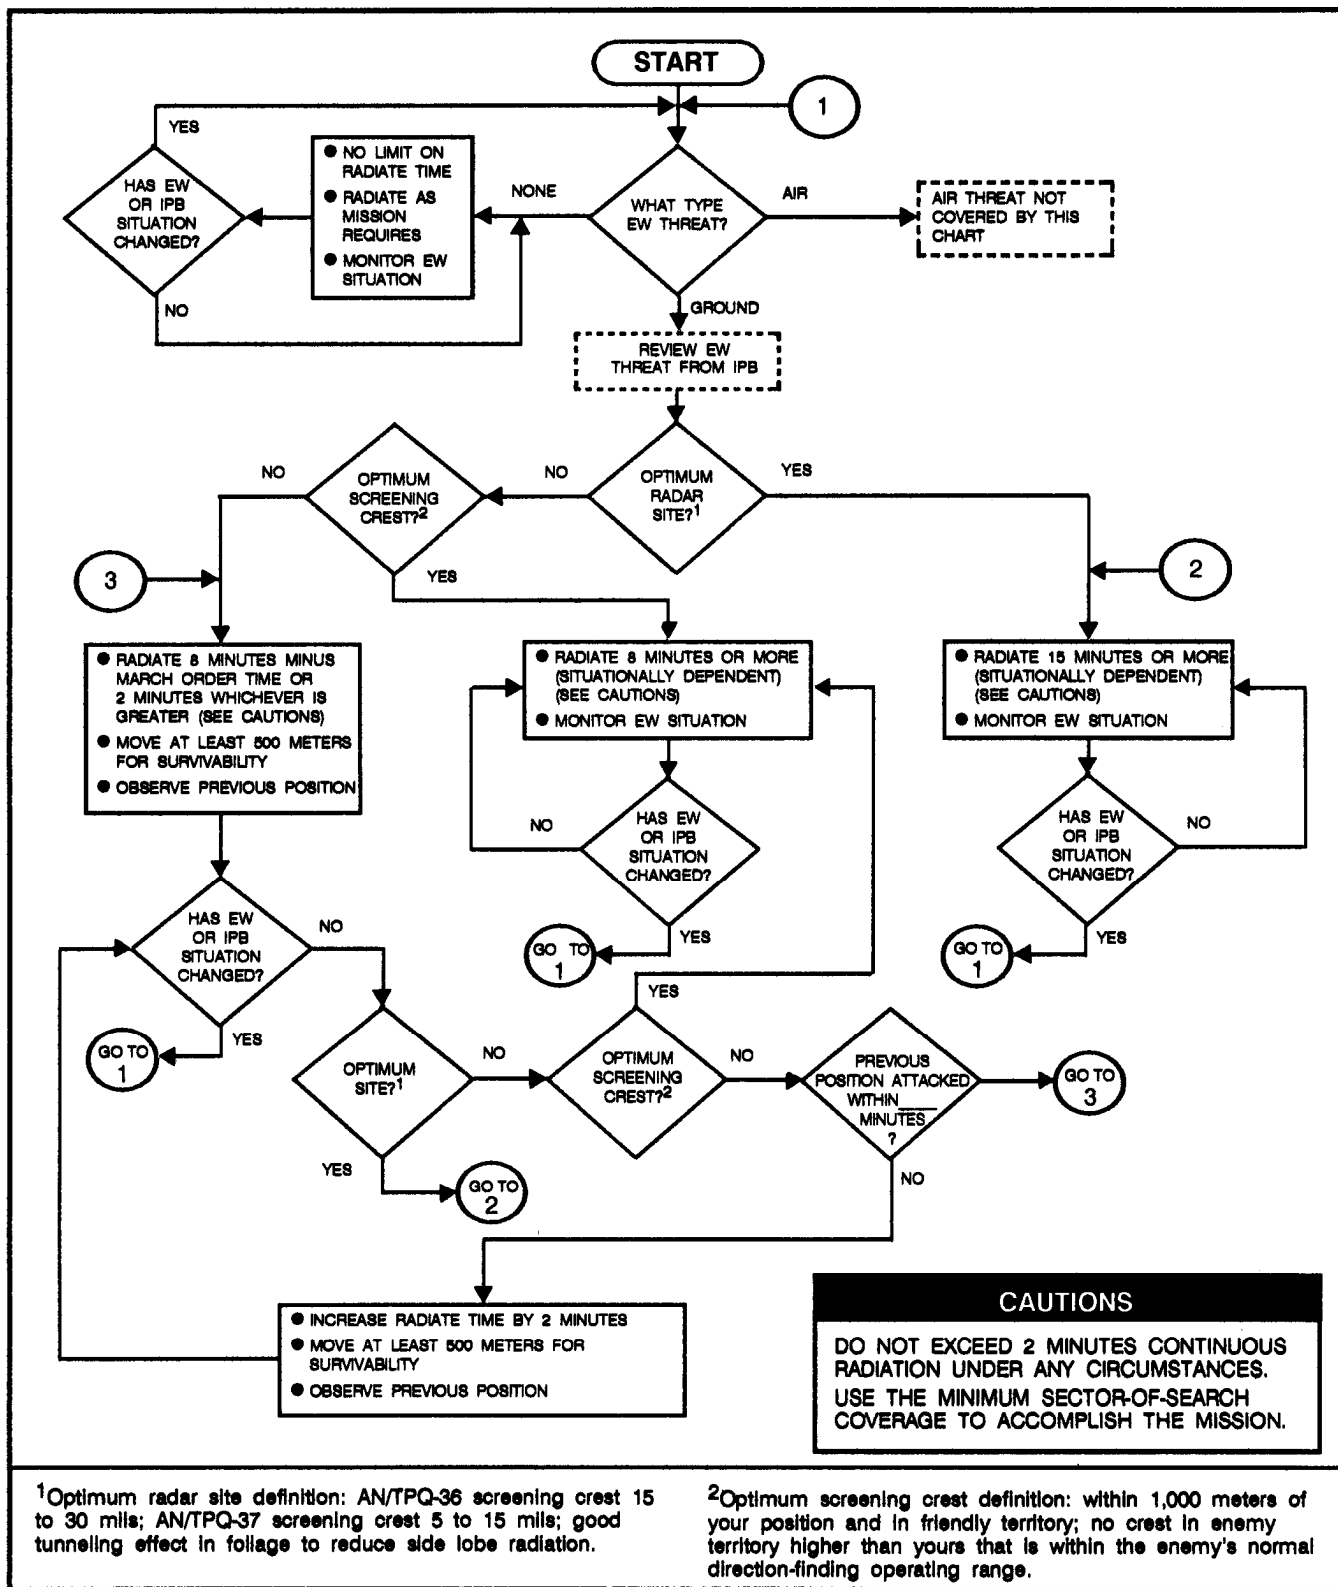 START
1
YES
HAS EW
OR IPB
SITUATION
CHANGED?
NO
● NO LIMIT ON
RADIATE TIME
● RADIATE AS
MISSION
REQUIRES
● MONITOR EW
SITUATION
NONE
WHAT TYPE
EW THREAT?
AIR
AIR THREAT NOT
COVERED BY THIS
CHART
GROUND
REVIEW EW
THREAT FROM IPB
NO
OPTIMUM
SCREENING
CREST?2
NO
OPTIMUM
RADAR
SITE?1
YES
YES
3
2
● RADIATE 8 MINUTES MINUS
MARCH ORDER TIME OR
2 MINUTES WHICHEVER IS
GREATER (SEE CAUTIONS)
● MOVE AT LEAST 500 METERS
FOR SURVIVABILITY
● OBSERVE PREVIOUS POSITION
● RADIATE 8 MINUTES OR MORE
(SITUATIONALLY DEPENDENT)
(SEE CAUTIONS)
● MONITOR EW SITUATION
● RADIATE 15 MINUTES OR MORE
(SITUATIONALLY DEPENDENT)
(SEE CAUTIONS)
● MONITOR EW SITUATION
NO
HAS EW
OR IPB
SITUATION
CHANGED?
YES
GO TO
1
HAS EW
OR IPB
SITUATION
CHANGED?
NO
YES
GO TO
1
HAS EW
OR IPB
SITUATION
CHANGED?
NO
YES
GO TO
1
OPTIMUM
SITE?1
NO
YES
GO TO
2
YES
OPTIMUM
SCREENING
CREST?2
NO
PREVIOUS
POSITION ATTACKED
WITHIN____
MINUTES
?
GO TO
3
NO
● INCREASE RADIATE TIME BY 2 MINUTES
● MOVE AT LEAST 500 METERS FOR
SURVIVABILITY
● OBSERVE PREVIOUS POSITION
CAUTIONS
DO NOT EXCEED 2 MINUTES CONTINUOUS
RADIATION UNDER ANY CIRCUMSTANCES.
USE THE MINIMUM SECTOR-OF-SEARCH
COVERAGE TO ACCOMPLISH THE MISSION.
1Optimum radar site definition: AN/TPQ-36 screening crest 15
to 30 mils; AN/TPQ-37 screening crest 5 to 15 mils; good
tunneling effect in foliage to reduce side lobe radiation.
2Optimum screening crest definition: within 1,000 meters of
your position and in friendly territory; no crest in enemy
territory higher than yours that is within the enemy's normal
direction-finding operating range.